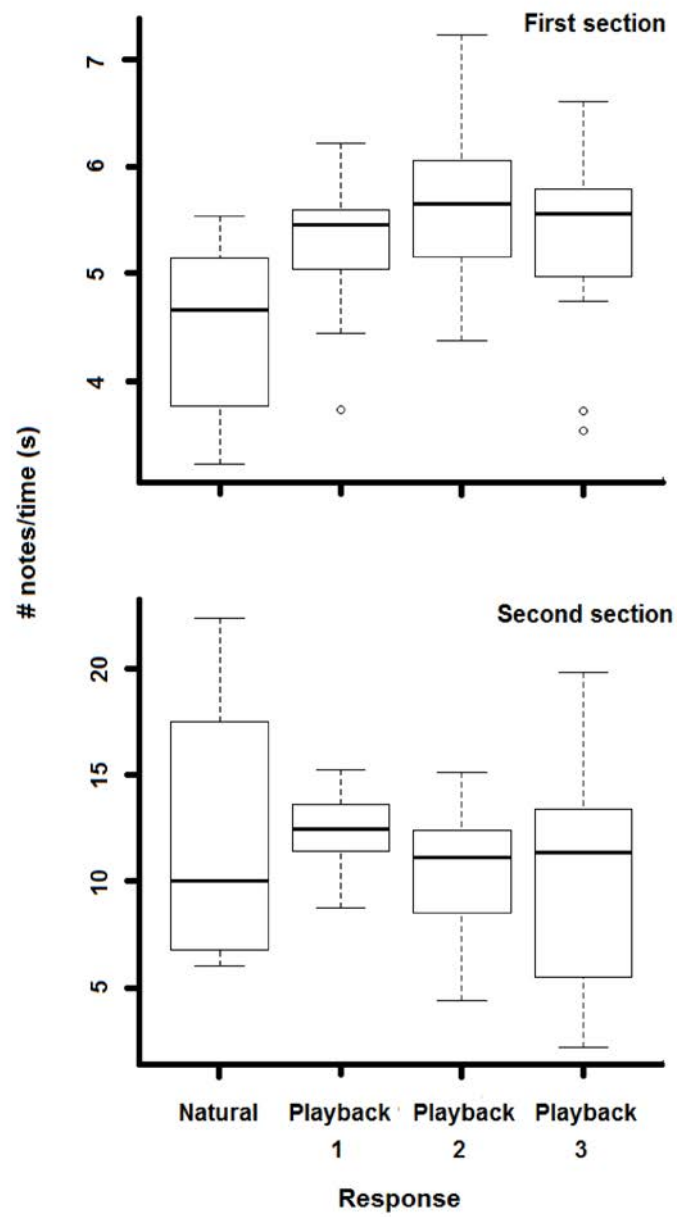 First section
7
6
5
4
# notes/time (s)
Second section
20
15
10
5
Natural Playback Playback Playback
1 2 3
Response